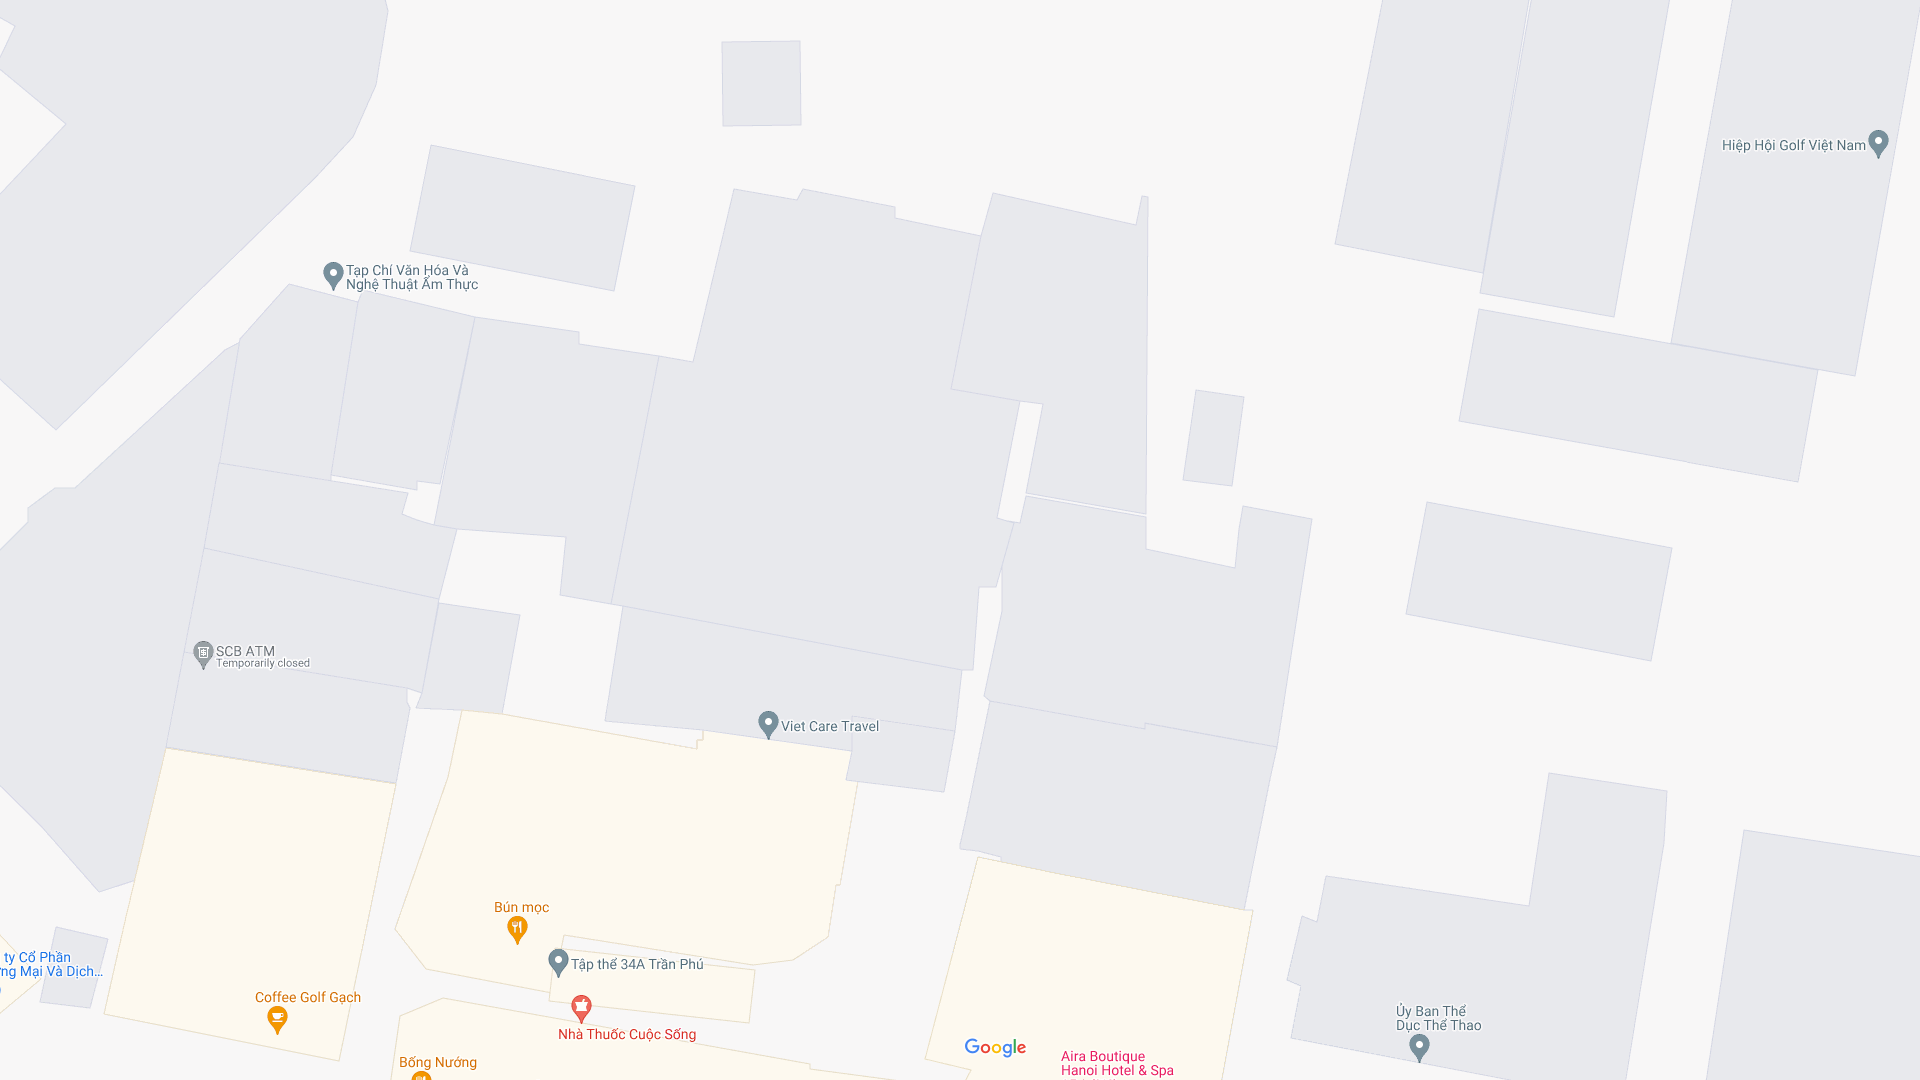 Hiệp Hội Golf Việt Nam
Tạp Chí Văn Hóa Và
Nghệ Thuật Ẩm Thực
SCB ATM
Temporarily closed
Viet Care Travel
Bún mọc
ty Cổ Phần
Mại Và Dịch...
Tập thể 34A Trần Phú
Coffee Golf Gạch
Nhà Thuốc Cuộc Sống
Ủy Ban Thể
Dục Thể Thao
Google
Bống Nướng
Aira Boutique
Hanoi Hotel & Spa